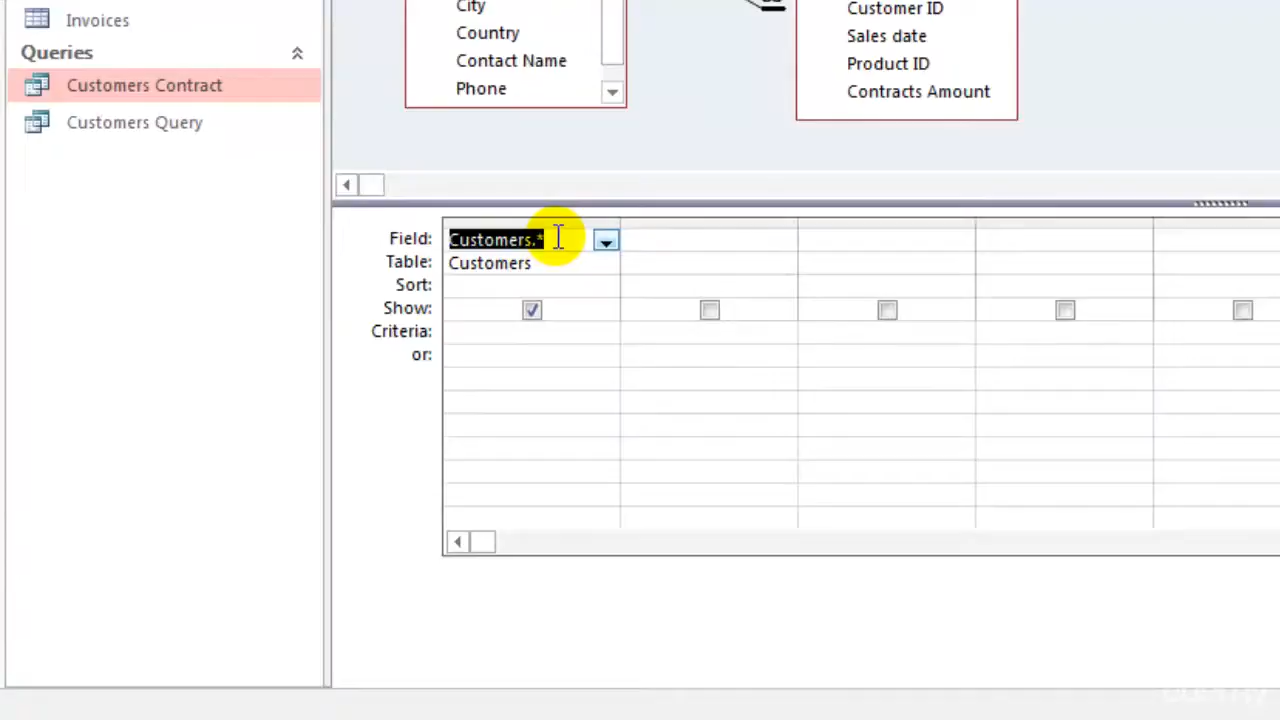 Invoices
Queries
Customers Contract
Customers Query
City
Country
Contact Name
Phone
Customer ID
Sales date
Product ID
Contracts Amount
Field: Customers.*
Table: Customers
Sort:
Show:
Criteria:
or: